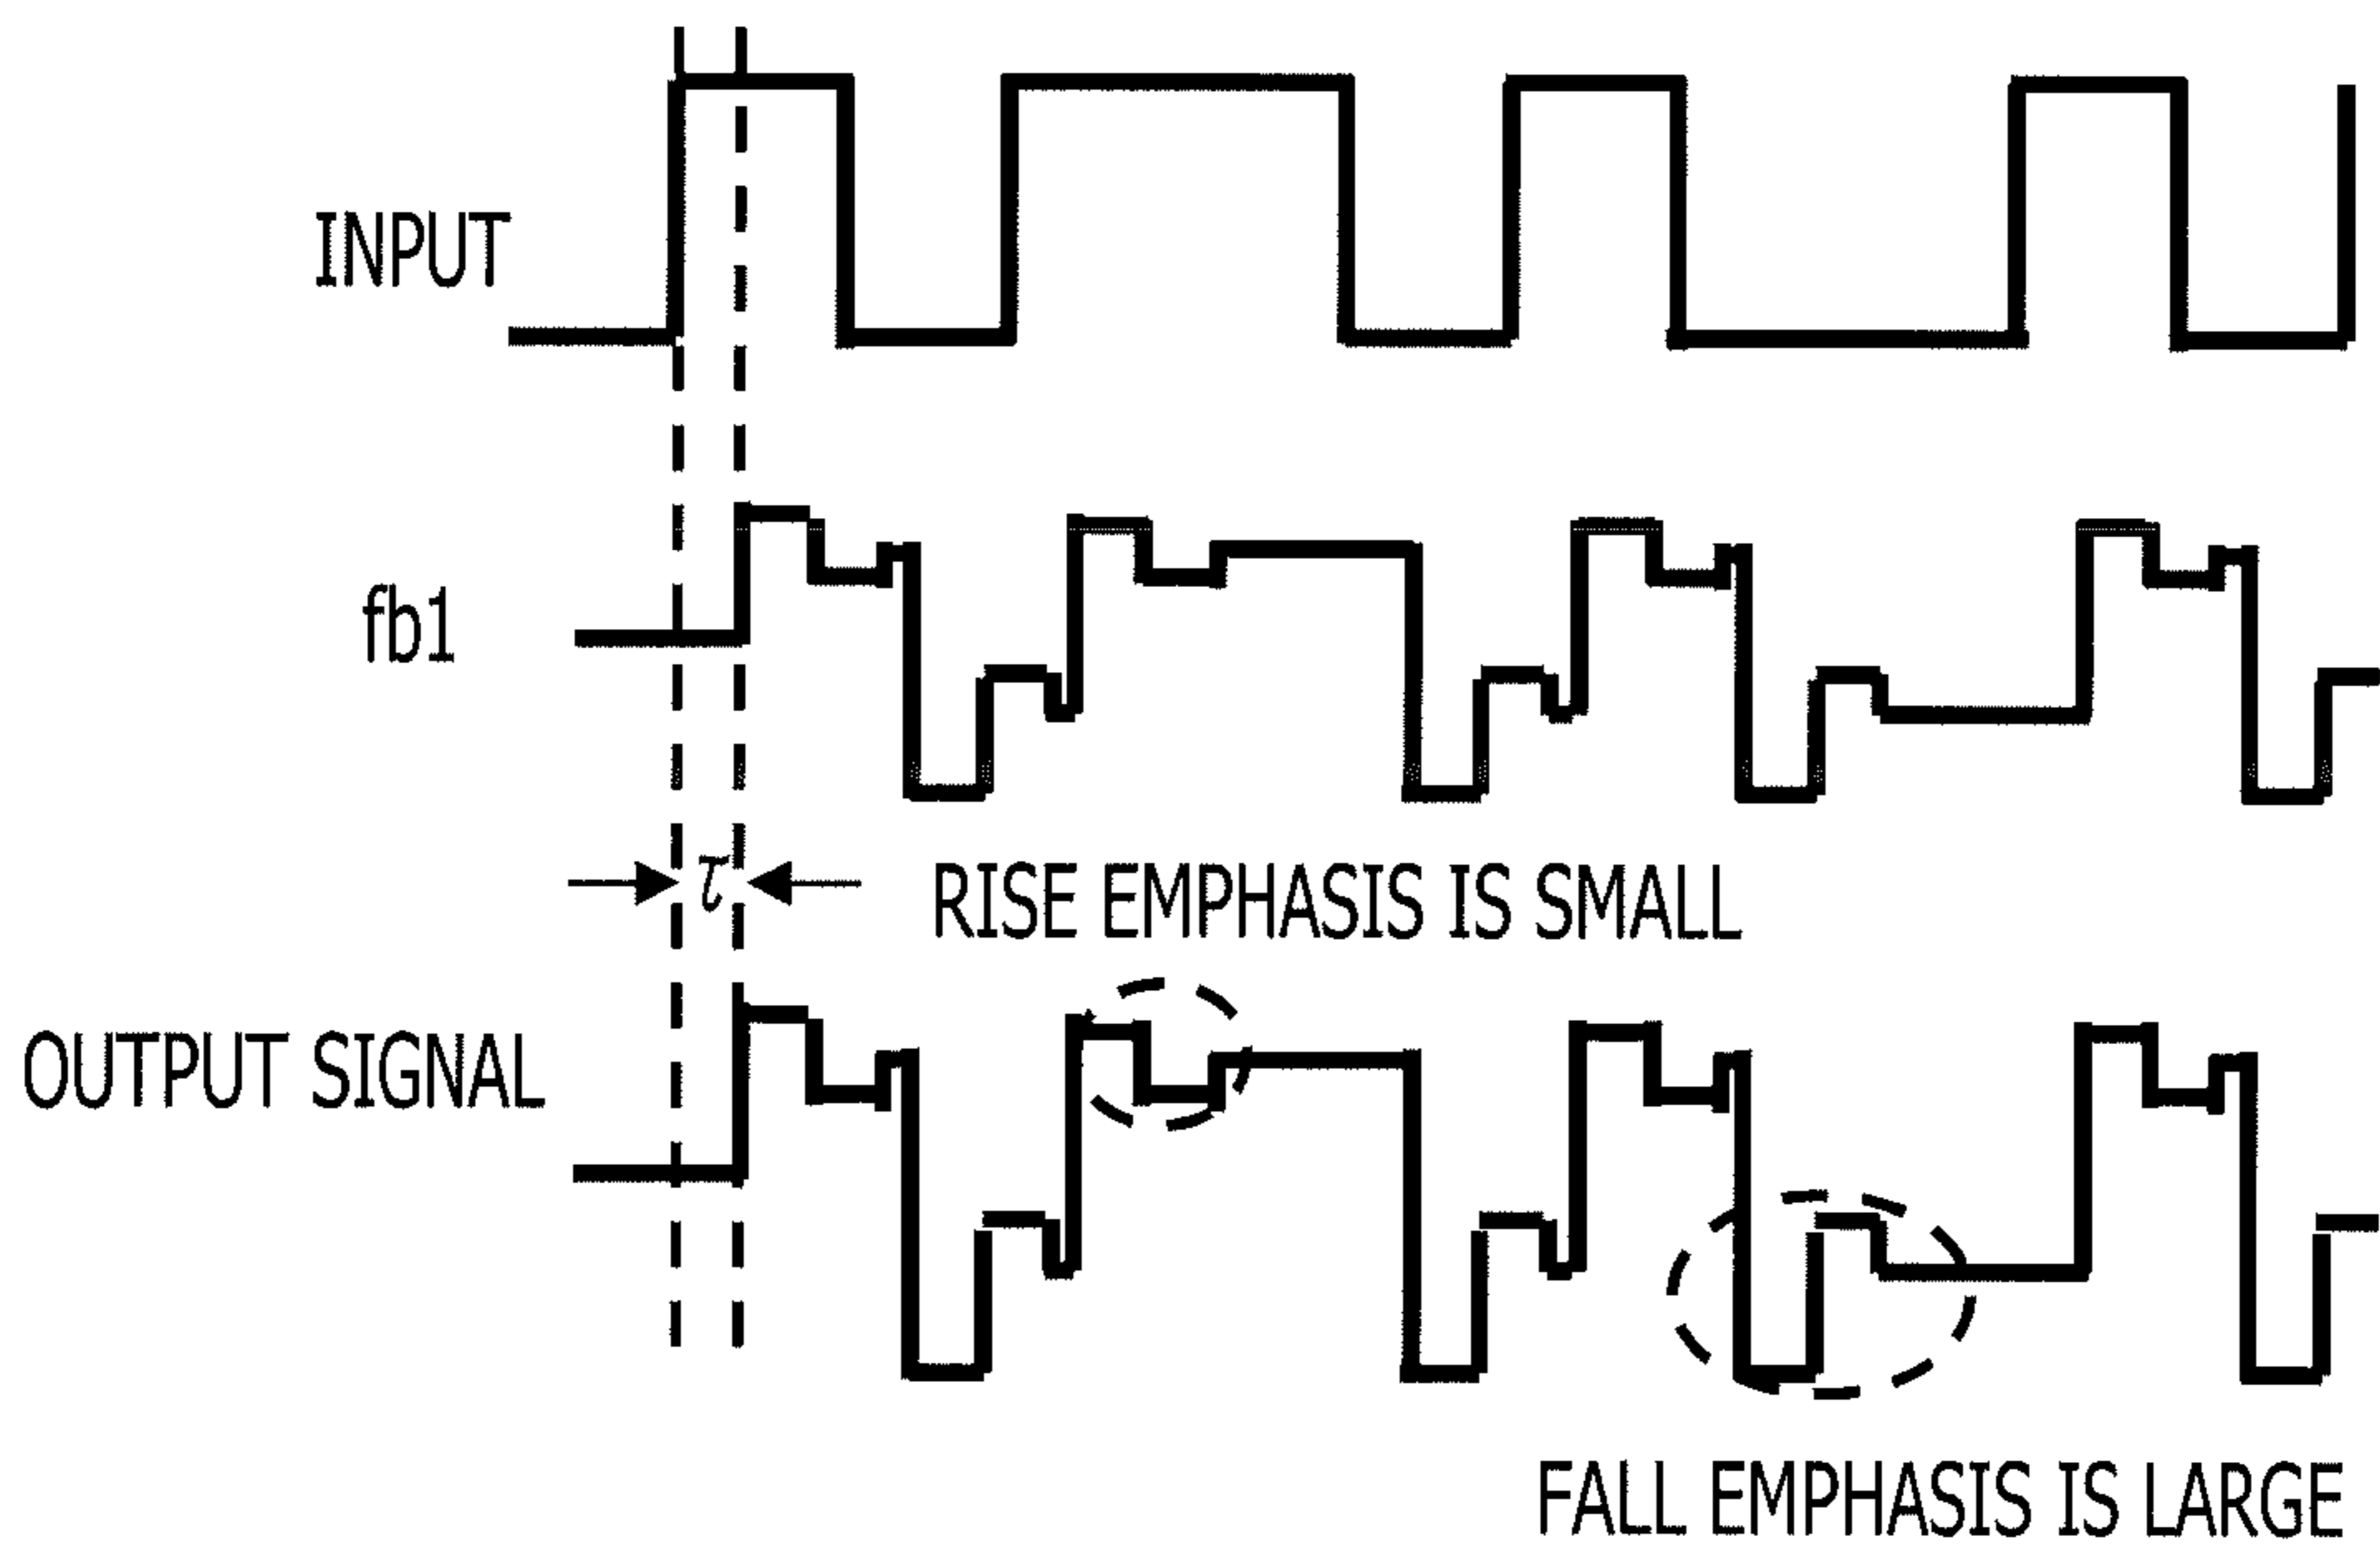 INPUT
fb1
τ
RISE EMPHASIS IS SMALL
OUTPUT SIGNAL
FALL EMPHASIS IS LARGE